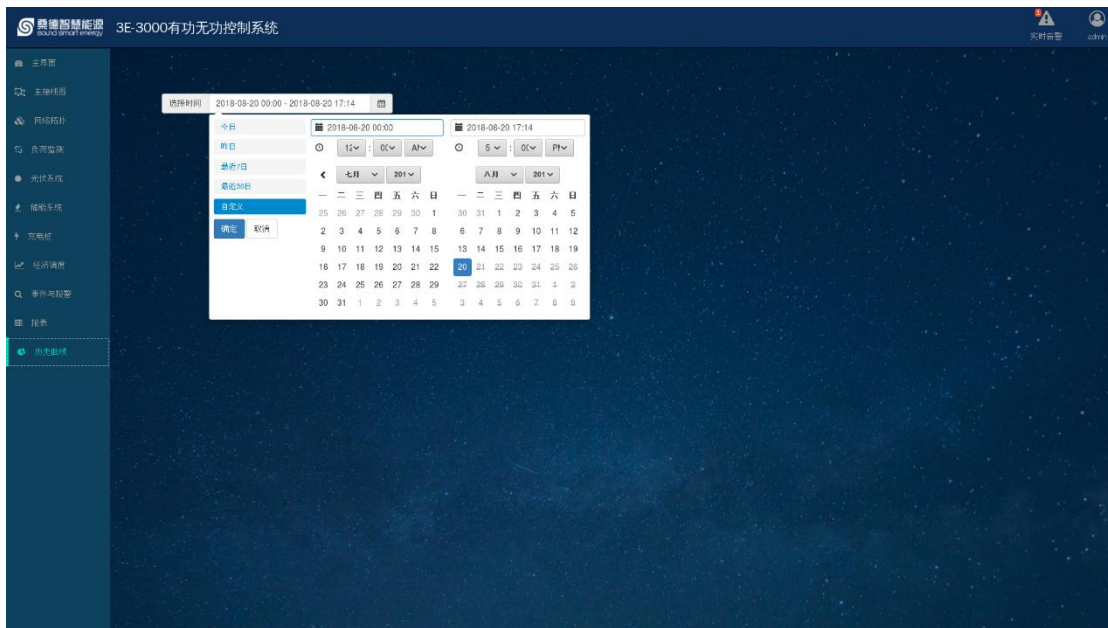 桑德智慧能源
sound smart energy
3E-3000有功无功控制系统
1
实时告警
admin
主界面
主接线图
网络拓扑
负荷监测
光伏系统
储能系统
充电桩
经济调度
事件与报警
报表
历史曲线
选择时间 2018-08-20 00:00 - 2018-08-20 17:14
今日
昨日
最近7日
最近30日
自定义
确定 取消
2018-08-20 00:00
七月 201
一 二 三 四 五 六 日
25 26 27 28 29 30 1
2 3 4 5 6 7 8
9 10 11 12 13 14 15
16 17 18 19 20 21 22
23 24 25 26 27 28 29
30 31 1 2 3 4 5
2018-08-20 17:14
5 :
八月 201
一 二 三 四 五 六 日
30 31 1 2 3 4 5
6 7 8 9 10 11 12
13 14 15 16 17 18 19
20 21 22 23 24 25 26
27 28 29 30 31 1 2
3 4 5 6 7 8 9